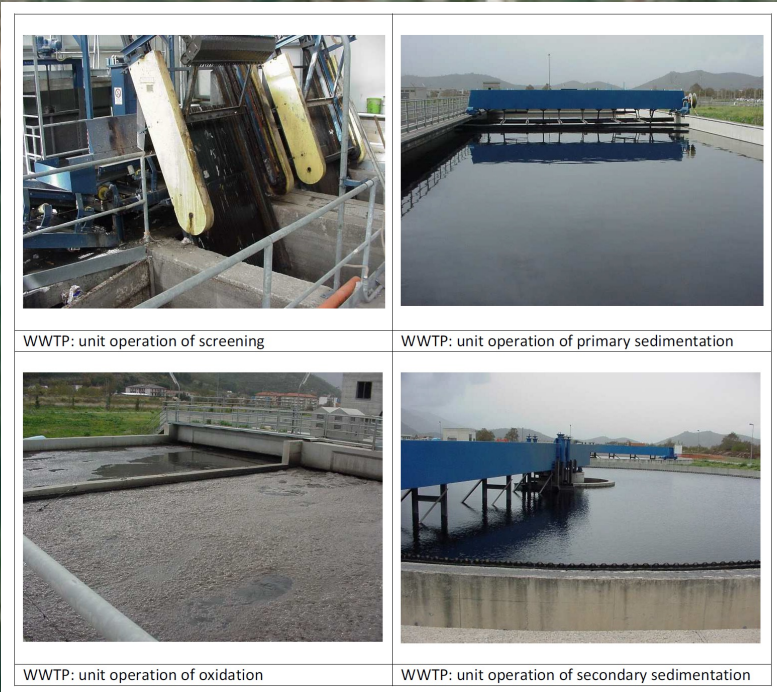 WWTP: unit operation of screening
WWTP: unit operation of primary sedimentation
WWTP: unit operation of oxidation
WWTP: unit operation of secondary sedimentation